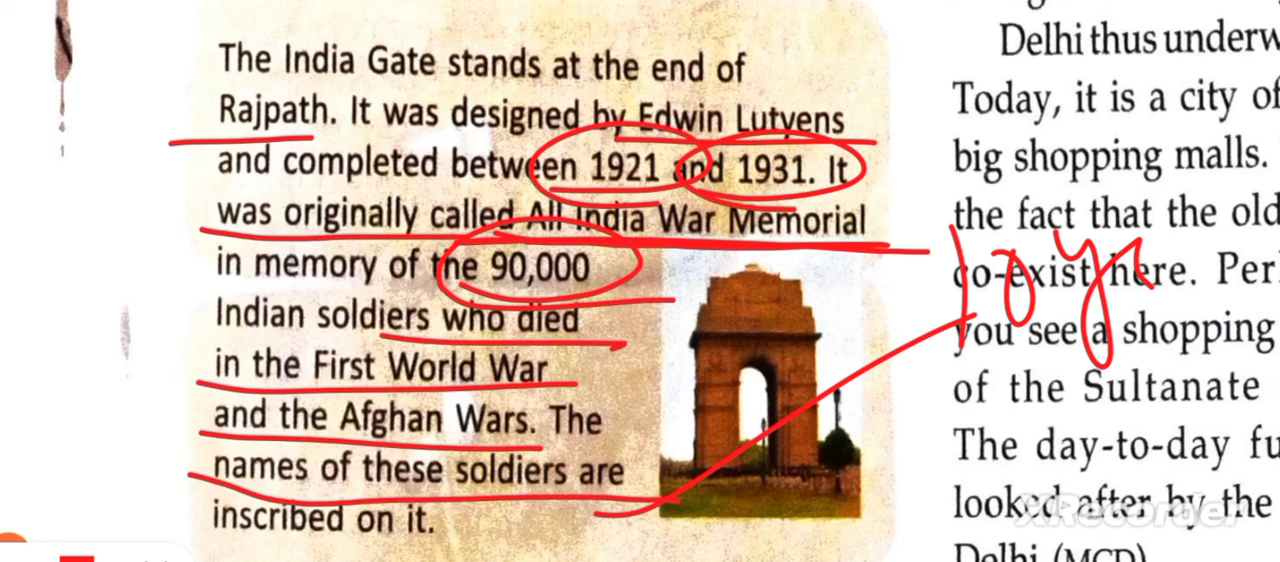 The India Gate stands at the end of
Rajpath. It was designed by Edwin Lutyens
and completed between 1921 and 1931. It
was originally called All India War Memorial
in memory of the 90,000
Indian soldiers who died
in the First World War
and the Afghan Wars. The
names of these soldiers are
inscribed on it.
Delhi thus underw
Today, it is a city of
big shopping malls.
the fact that the old
co-exist here. Per
you see a shopping
of the Sultanate
The day-to-day fu
looked after by the
Delhi (MCD)
10 yr
XRecorder